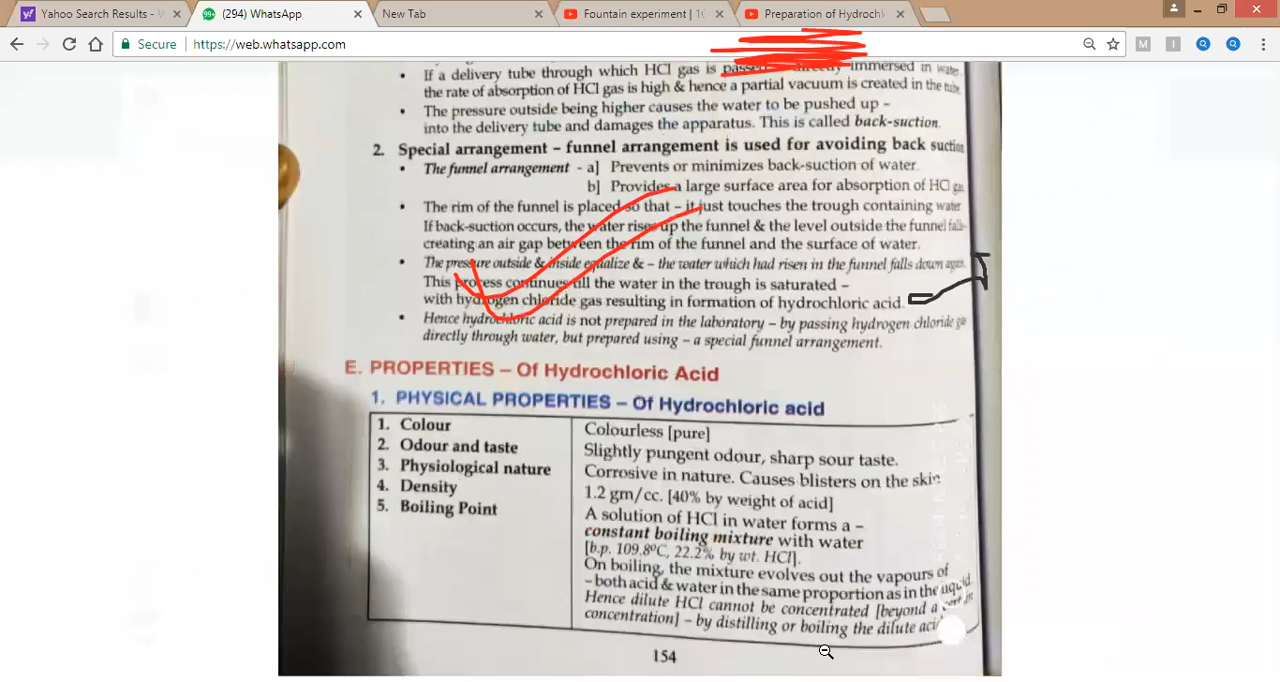 Yahoo Search Results -
(294) WhatsApp
New Tab
Fountain experiment | 10
Preparation of Hydrochl
Secure
https://web.whatsapp.com
• If a delivery tube through which HCl gas is immersed in water
the rate of absorption of HCl gas is high & hence a partial vacuum is created in the tube
• The pressure outside being higher causes the water to be pushed up –
into the delivery tube and damages the apparatus. This is called back-suction.
2. Special arrangement – funnel arrangement is used for avoiding back suction
• The funnel arrangement - a] Prevents or minimizes back-suction of water.
b] Provides a large surface area for absorption of HCl gas
• The rim of the funnel is placed so that – it just touches the trough containing water
If back-suction occurs, the water rises up the funnel & the level outside the funnel falls-
creating an air gap between the rim of the funnel and the surface of water.
• The pressure outside & inside equalize & – the water which had risen in the funnel falls down again.
This process continues till the water in the trough is saturated –
with hydrogen chloride gas resulting in formation of hydrochloric acid.
• Hence hydrochloric acid is not prepared in the laboratory – by passing hydrogen chloride ga
directly through water, but prepared using – a special funnel arrangement.
E. PROPERTIES – Of Hydrochloric Acid
1. PHYSICAL PROPERTIES – Of Hydrochloric acid
1. Colour
Colourless [pure]
2. Odour and taste
Slightly pungent odour, sharp sour taste.
3. Physiological nature
Corrosive in nature. Causes blisters on the skin
4. Density
1.2 gm/cc. [40% by weight of acid]
5. Boiling Point
A solution of HCl in water forms a –
constant boiling mixture with water
[b.p. 109.8ºC, 22.2% by wt. HCl].
On boiling, the mixture evolves out the vapours of
– both acid & water in the same proportion as in the liquid.
Hence dilute HCl cannot be concentrated [beyond a
concentration] – by distilling or boiling the dilute acid
154